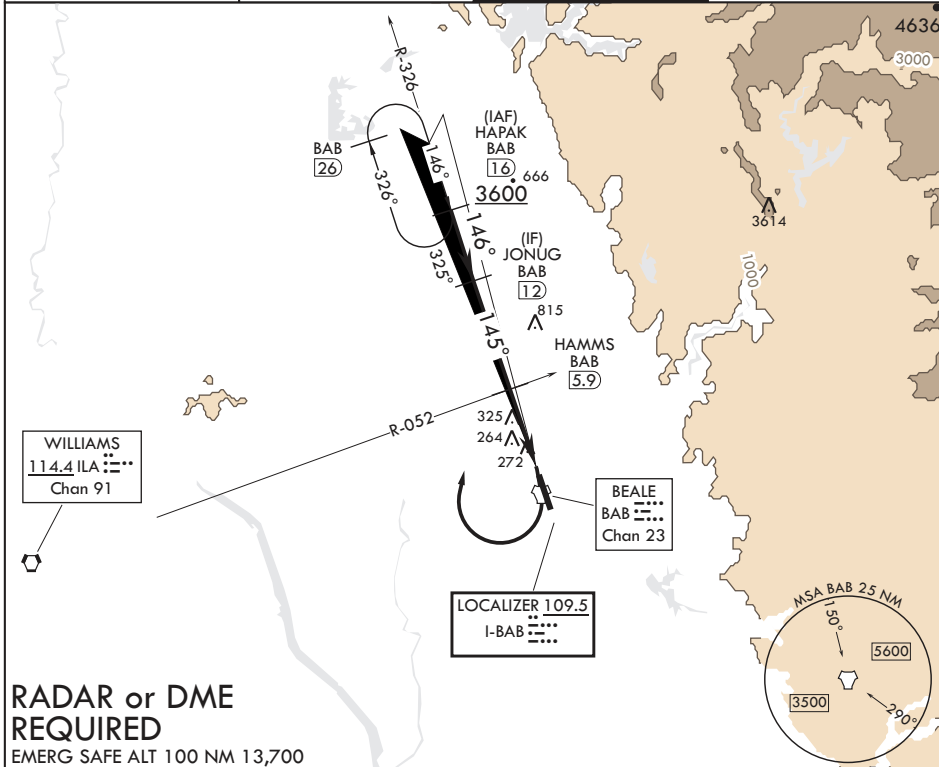 4636
3000
R-326
(IAF)
HAPAK
BAB
16
3600
666
BAB
26
146°
326°
146°
325°
3614
(IF)
JONUG
BAB
12
815
1000
145°
HAMMS
BAB
5.9
R-052
325
264
272
WILLIAMS
114.4 ILA
Chan 91
BEALE
BAB
Chan 23
LOCALIZER 109.5
I-BAB
MSA BAB 25 NM
150°
5600
3500
290°
RADAR or DME
REQUIRED
EMERG SAFE ALT 100 NM 13,700